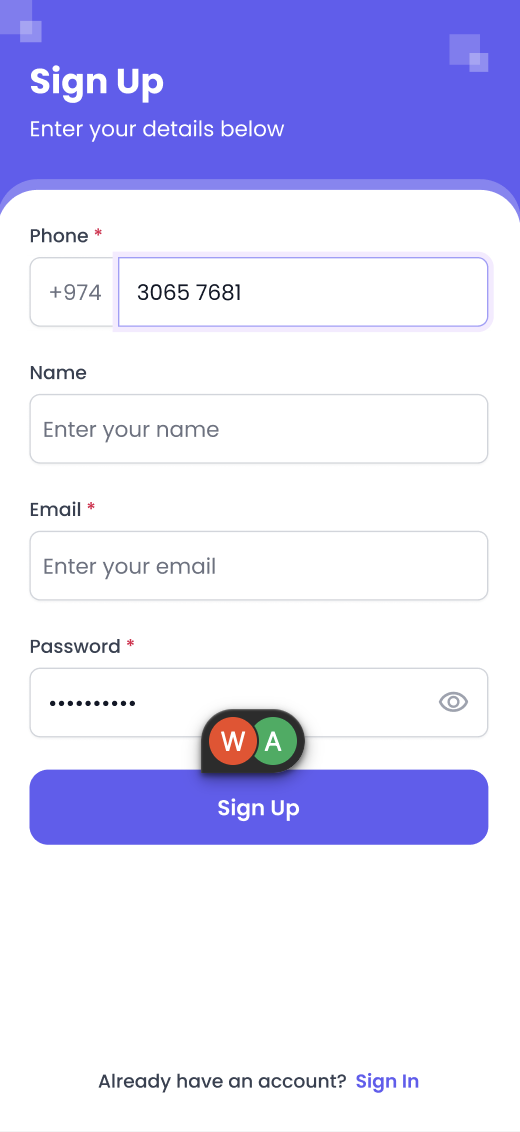 Sign Up
Enter your details below
Phone *
+974 3065 7681
Name
Enter your name
Email *
Enter your email
Password *
••••••••••
W A
Sign Up
Already have an account? Sign In